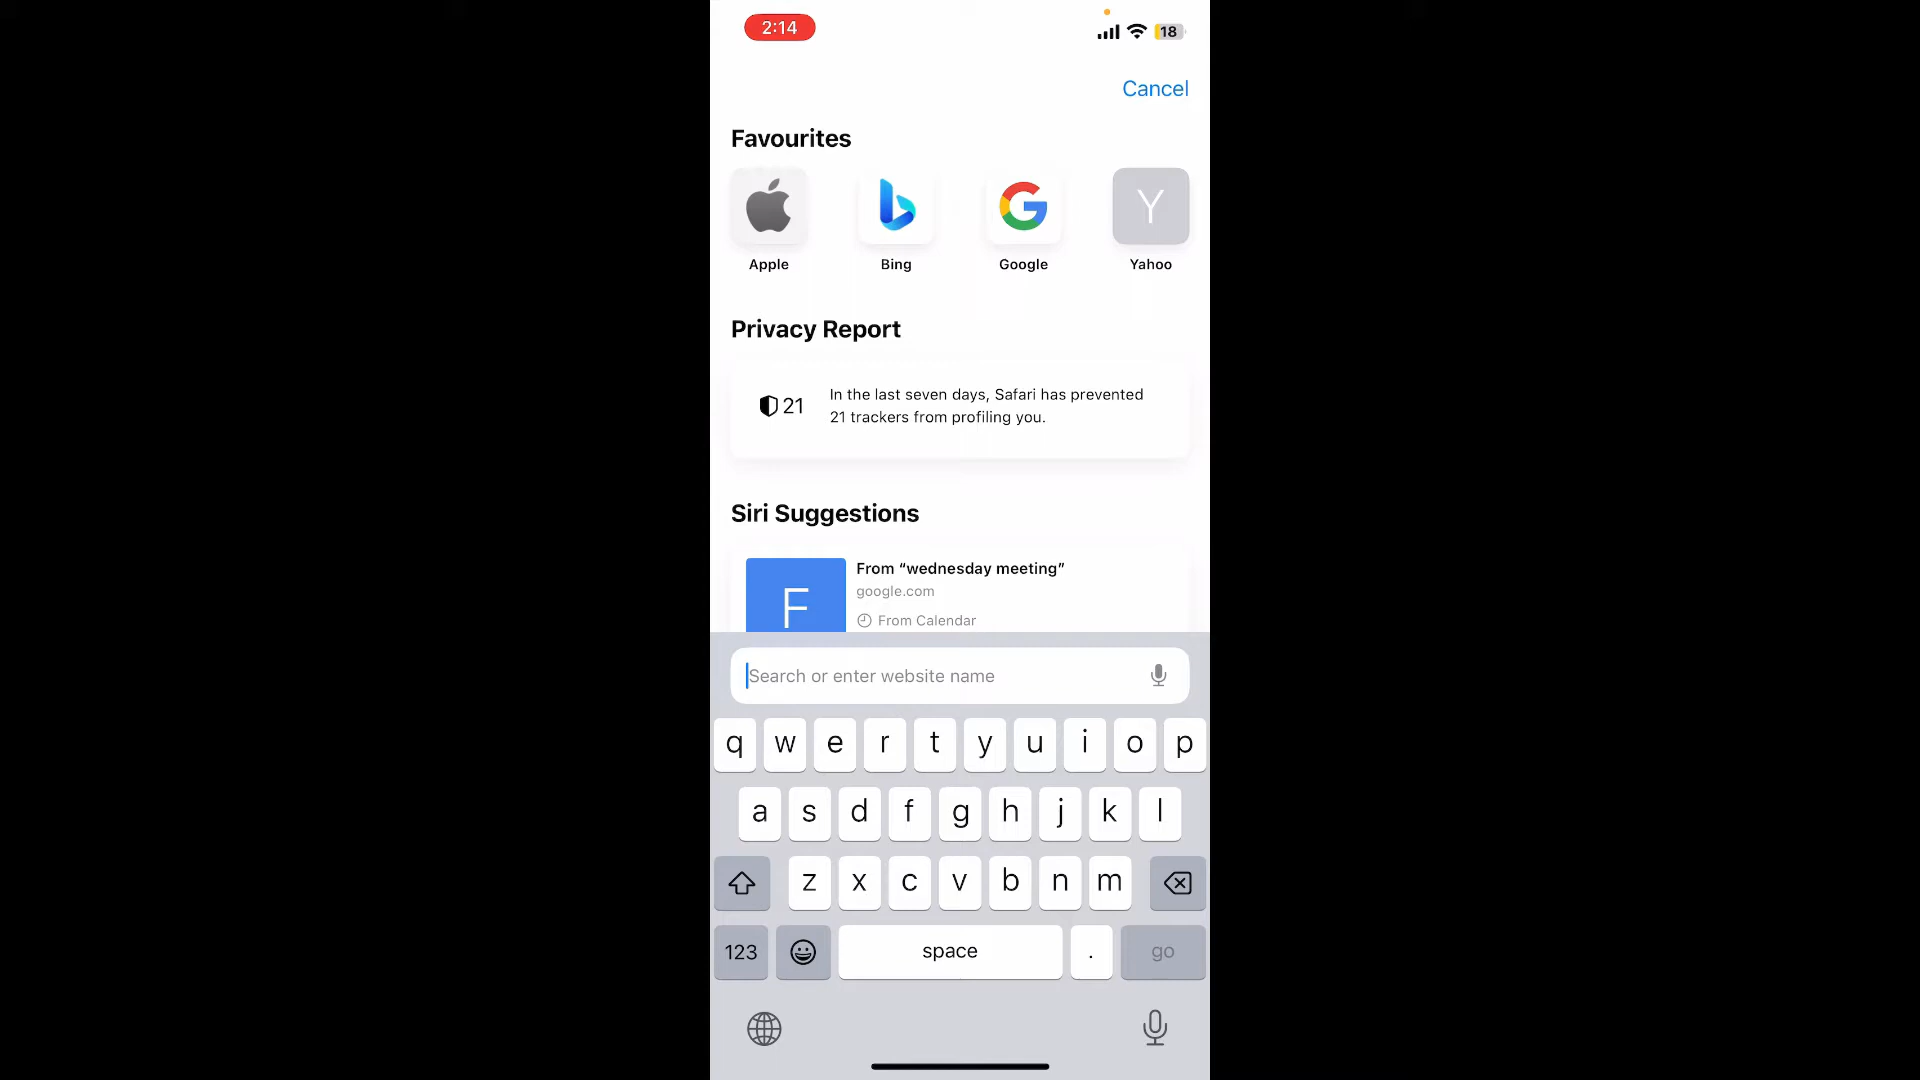 2:14
18
Cancel
Favourites
Y
Apple
Bing
Google
Yahoo
Privacy Report
21
In the last seven days, Safari has prevented
21 trackers from profiling you.
Siri Suggestions
F
From “wednesday meeting”
google.com
From Calendar
Search or enter website name
q w e r t y u i o p
a s d f g h j k l
z x c v b n m
123 space . go